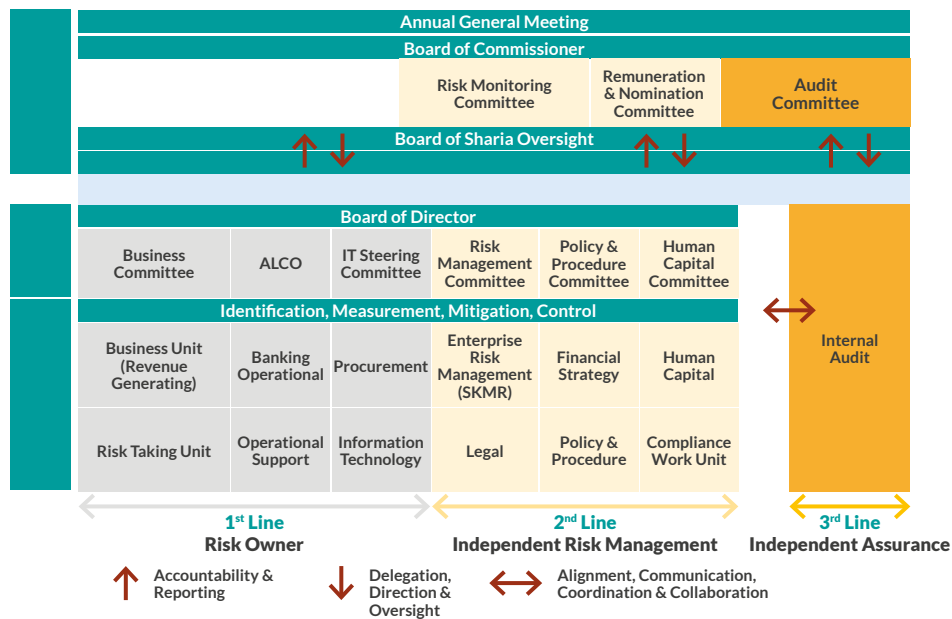 Annual General Meeting
Board of Commissioner
Risk Monitoring
Committee
Remuneration
& Nomination
Committee
Audit
Committee
Board of Sharia Oversight
Board of Director
Business
Committee
ALCO
IT Steering
Committee
Risk
Management
Committee
Policy &
Procedure
Committee
Human
Capital
Committee
Identification, Measurement, Mitigation, Control
Business Unit
(Revenue
Generating)
Banking
Operational
Procurement
Enterprise
Risk
Management
(SKMR)
Financial
Strategy
Human
Capital
Internal
Audit
Risk Taking Unit
Operational
Support
Information
Technology
Legal
Policy &
Procedure
Compliance
Work Unit
1st Line
Risk Owner
2nd Line
Independent Risk Management
3rd Line
Independent Assurance
Accountability &
Reporting
Delegation,
Direction &
Oversight
Alignment, Communication,
Coordination & Collaboration